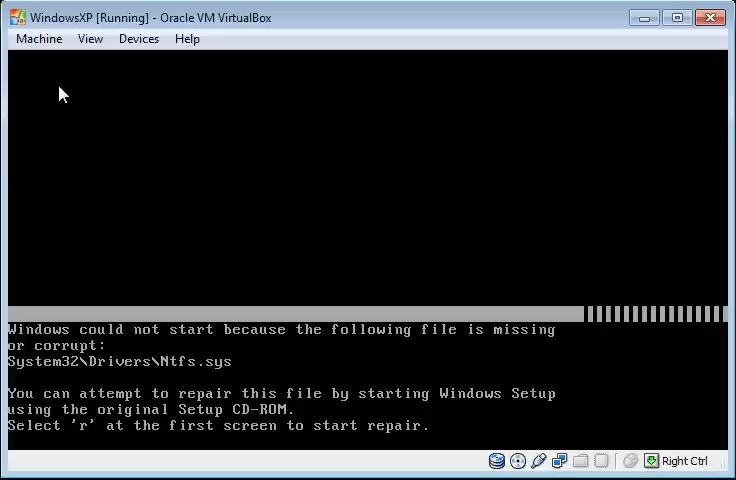 WindowsXP [Running] - Oracle VM VirtualBox
Machine View Devices Help
Windows could not start because the following file is missing
or corrupt:
System32\Drivers\Ntfs.sys
You can attempt to repair this file by starting Windows Setup
using the original Setup CD-ROM.
Select 'r' at the first screen to start repair.
Right Ctrl